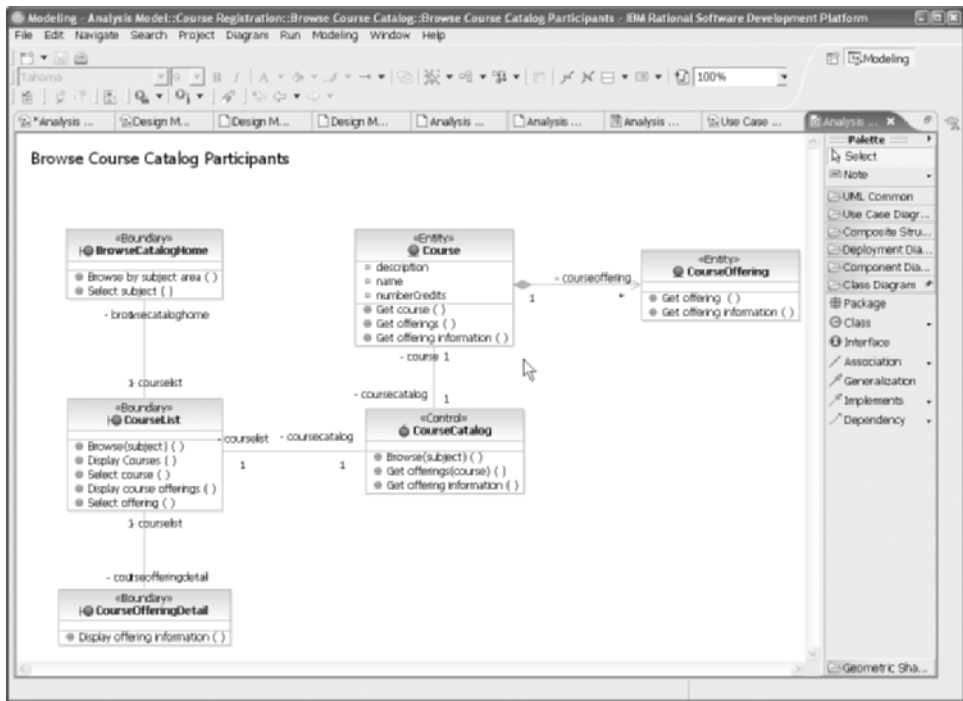 Modeling - Analysis Model::Course Registration::Browse Course Catalog::Browse Course Catalog Participants - IBM Rational Software Development Platform
File Edit Navigate Search Project Diagram Run Modeling Window Help
Modeling
Tahoma 9 B I A 100%
*Analysis ... Design M... Design M... Design M... Analysis ... Analysis ... Analysis ... Use Case ... Analysis ...
Browse Course Catalog Participants
«Boundary»
BrowseCatalogHome
Browse by subject area ( )
Select subject ( )
- browsecataloghome
1
1
- courselist
«Boundary»
CourseList
Browse(subject) ( )
Display Courses ( )
Select course ( )
Display course offerings ( )
Select offering ( )
1
- courselist
- courseofferingdetail
1
«Boundary»
CourseOfferingDetail
Display offering information ( )
- courselist
1
- coursecatalog
1
«Entity»
Course
description
name
numberCredits
Get course ( )
Get offerings ( )
Get offering information ( )
- course 1
- coursecatalog 1
«Control»
CourseCatalog
Browse(subject) ( )
Get offerings(course) ( )
Get offering information ( )
- courseoffering
1
*
«Entity»
CourseOffering
Get offering ( )
Get offering information ( )
Palette
Select
Note
UML Common
Use Case Diagr...
Composite Stru...
Deployment Dia...
Component Dia...
Class Diagram
Package
Class
Interface
Association
Generalization
Implements
Dependency
Geometric Sha...